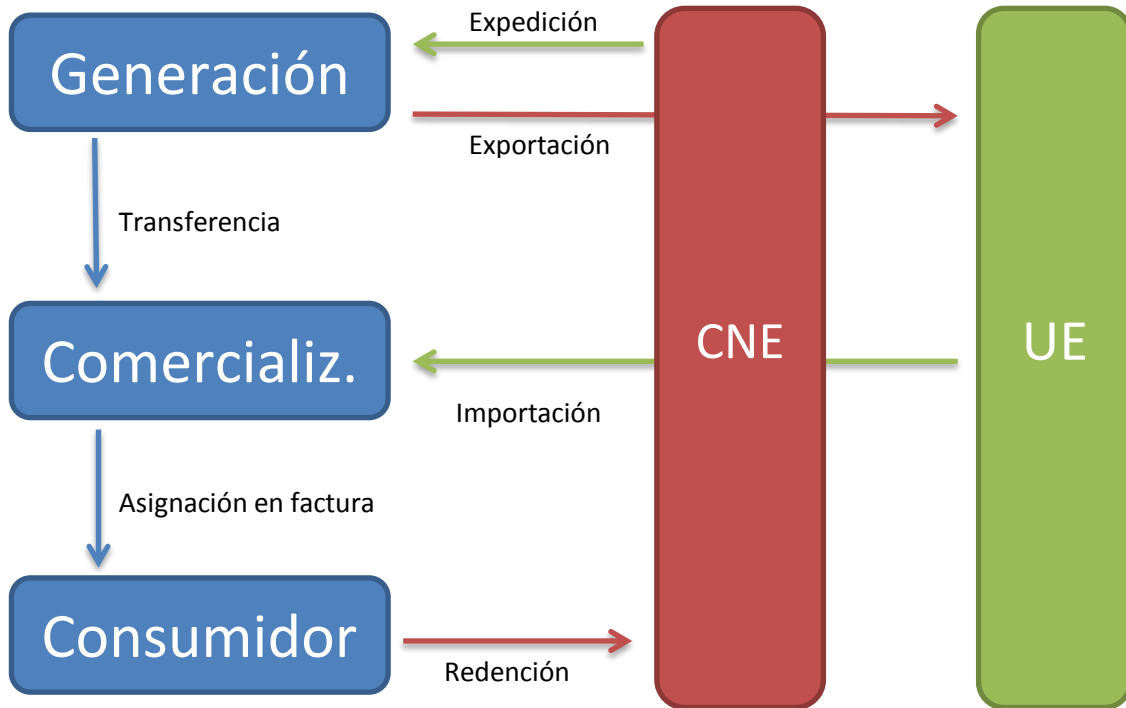 Expedición
Generación
Exportación
Transferencia
Comercializ.
CNE
UE
Importación
Asignación en factura
Consumidor
Redención